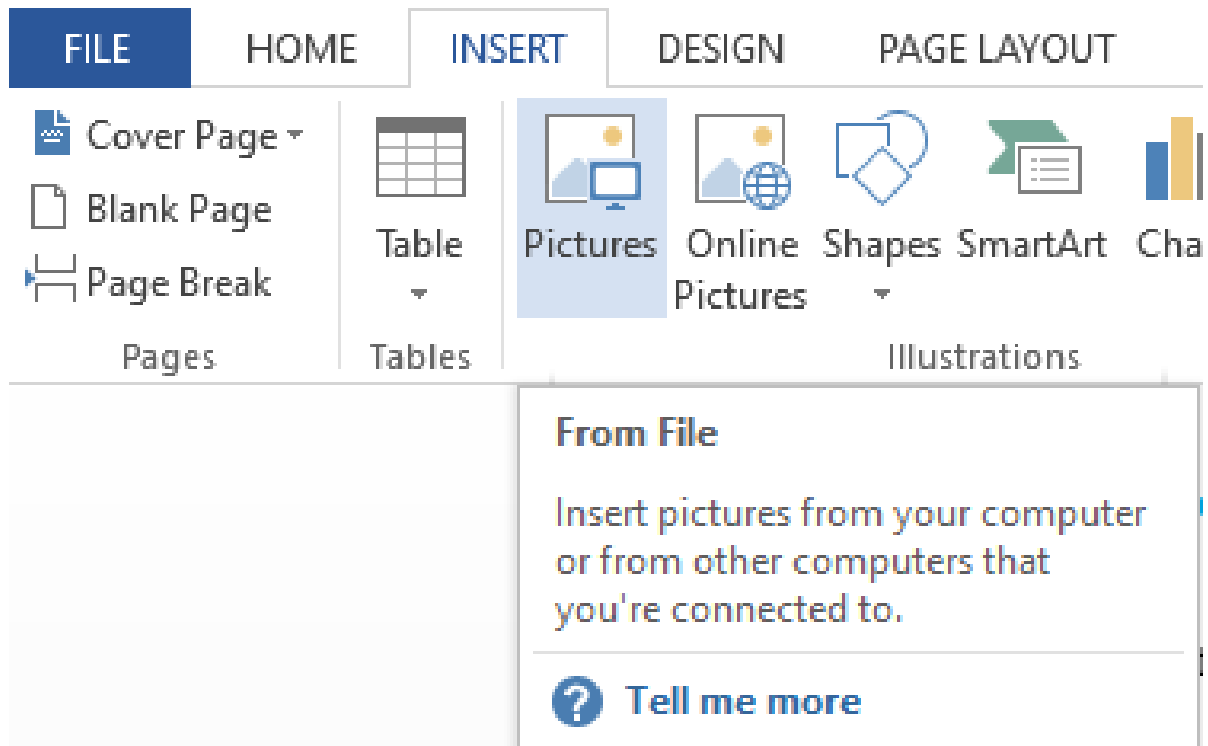 FILE HOME INSERT DESIGN PAGE LAYOUT
Cover Page
Blank Page
Page Break
Pages
Table
Tables
Pictures
Online
Pictures
Shapes
SmartArt
Cha
Illustrations
From File
Insert pictures from your computer
or from other computers that
you're connected to.
? Tell me more